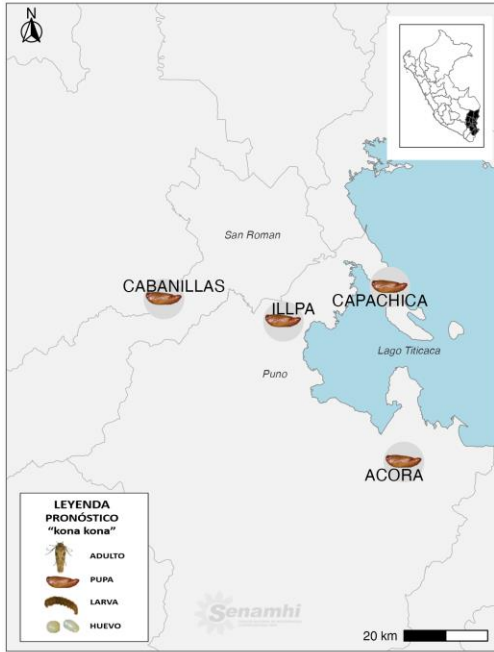 N
San Roman
CABANILLAS
ILLPA
CAPACHICA
Lago Titicaca
Puno
ACORA
LEYENDA
PRONÓSTICO
“kona kona”
ADULTO
PUPA
LARVA
HUEVO
Senamhi
20 km